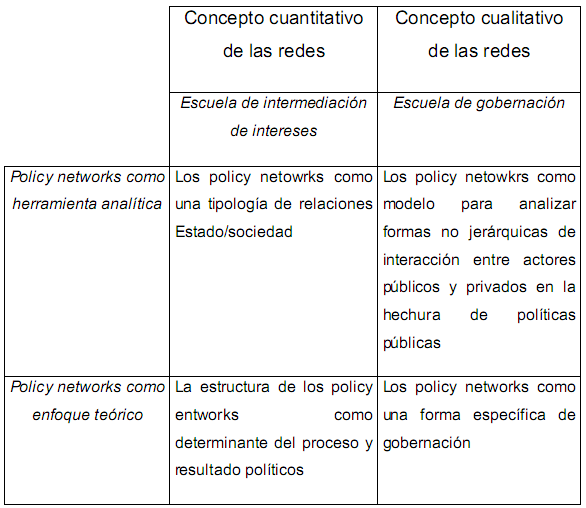 Concepto cuantitativo
de las redes
Concepto cualitativo
de las redes
Escuela de intermediación
de intereses
Escuela de gobernación
Policy networks como
herramienta analítica
Los policy netowrks como
una tipología de relaciones
Estado/sociedad
Los policy netowkrs como
modelo para analizar
formas no jerárquicas de
interacción entre actores
públicos y privados en la
hechura de políticas
públicas
Policy networks como
enfoque teórico
La estructura de los policy
entworks como
determinante del proceso y
resultado políticos
Los policy networks como
una forma específica de
gobernación